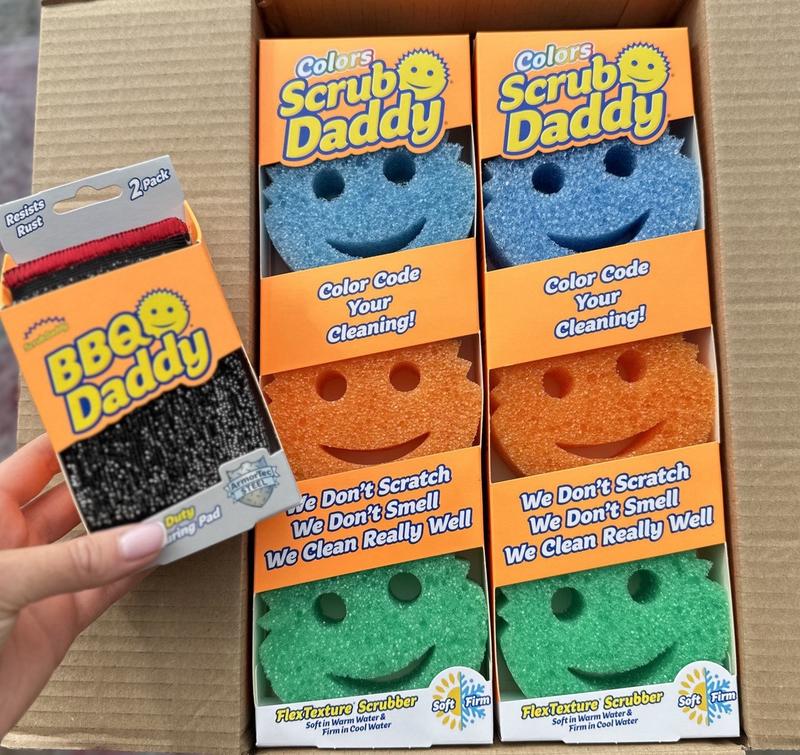 Resists
Rust
2 Pack
Scrub Daddy
BBQ
Daddy
ArmorTec
STEEL
Duty
uring Pad
Colors
Scrub
Daddy
Color Code
Your
Cleaning!
We Don't Scratch
We Don't Smell
We Clean Really Well
FlexTexture Scrubber
Soft in Warm Water &
Firm in Cool Water
Soft
Firm
Colors
Scrub
Daddy
Color Code
Your
Cleaning!
We Don't Scratch
We Don't Smell
We Clean Really Well
FlexTexture Scrubber
Soft in Warm Water &
Firm in Cool Water
Soft
Firm